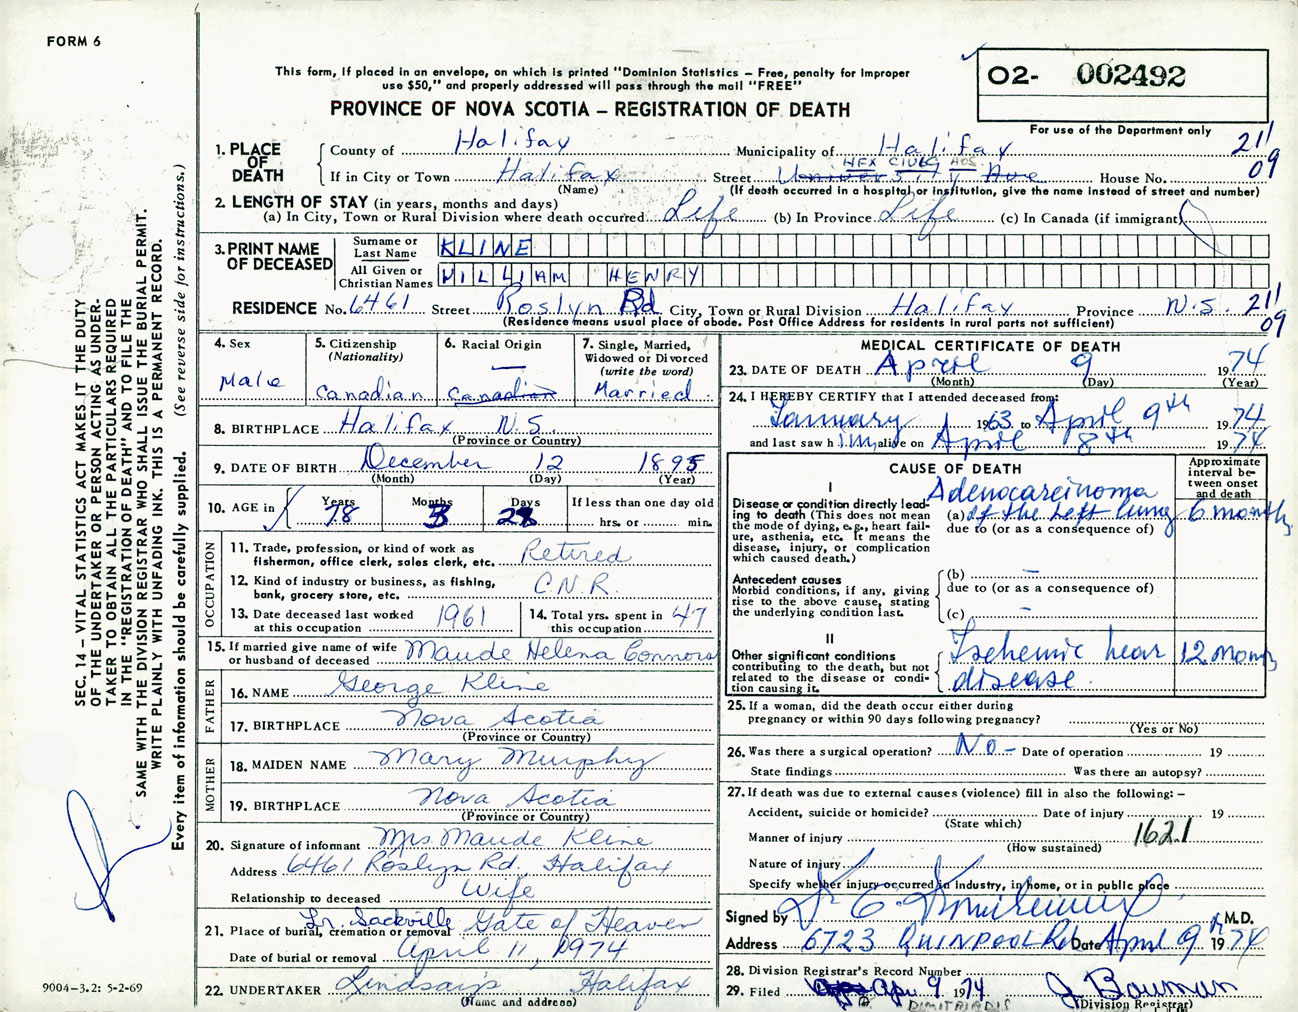 FORM 6
This form, if placed in an envelope, on which is printed "Dominion Statistics – Free, penalty for improper
use $50," and properly addressed will pass through the mail "FREE"
PROVINCE OF NOVA SCOTIA – REGISTRATION OF DEATH
O2- 002492
For use of the Department only
SEC. 14 – VITAL STATISTICS ACT MAKES IT THE DUTY
OF THE UNDERTAKER OR PERSON ACTING AS UNDER-
TAKER TO OBTAIN ALL THE PARTICULARS REQUIRED
IN THE "REGISTRATION OF DEATH" AND TO FILE THE
SAME WITH THE DIVISION REGISTRAR WHO SHALL ISSUE THE BURIAL PERMIT.
WRITE PLAINLY WITH UNFADING INK. THIS IS A PERMANENT RECORD.
Every item of information should be carefully supplied. (See reverse side for instructions.)
1. PLACE OF DEATH
County of Halifax Municipality of Halifax 211
HFX CIVIC HOS.
If in City or Town Halifax Street University Ave House No. 09
(Name) (If death occurred in a hospital or institution, give the name instead of street and number)
2. LENGTH OF STAY (in years, months and days)
(a) In City, Town or Rural Division where death occurred Life (b) In Province Life (c) In Canada (if immigrant)
3. PRINT NAME OF DECEASED
Surname or Last Name KLINE
All Given or Christian Names WILLIAM HENRY
RESIDENCE No. 6461 Street Roslyn Rd City, Town or Rural Division Halifax Province N.S. 211
(Residence means usual place of abode. Post Office Address for residents in rural parts not sufficient) 09
4. Sex Male
5. Citizenship (Nationality) Canadian
6. Racial Origin — Canadian
7. Single, Married, Widowed or Divorced (write the word) Married
8. BIRTHPLACE Halifax N.S.
(Province or Country)
9. DATE OF BIRTH December 12 1895
(Month) (Day) (Year)
10. AGE in Years 78 Months 3 Days 28 If less than one day old hrs. or min.
OCCUPATION
11. Trade, profession, or kind of work as
fisherman, office clerk, sales clerk, etc. Retired
12. Kind of industry or business, as fishing,
bank, grocery store, etc. C.N.R.
13. Date deceased last worked
at this occupation 1961
14. Total yrs. spent in
this occupation 47
15. If married give name of wife
or husband of deceased Maude Helena Connors
FATHER
16. NAME George Kline
17. BIRTHPLACE Nova Scotia
(Province or Country)
MOTHER
18. MAIDEN NAME Mary Murphy
19. BIRTHPLACE Nova Scotia
(Province or Country)
20. Signature of informant Mrs Maude Kline
Address 6461 Roslyn Rd. Halifax
Relationship to deceased Wife
21. Place of burial, cremation or removal Lr. Sackville Gate of Heaven
Date of burial or removal April 11, 1974
22. UNDERTAKER Lindsay's Halifax
(Name and address)
MEDICAL CERTIFICATE OF DEATH
23. DATE OF DEATH April 9 1974
(Month) (Day) (Year)
24. I HEREBY CERTIFY that I attended deceased from:
January 1963 to April 9th 1974
and last saw h im alive on April 8th 1974
CAUSE OF DEATH
Approximate interval between onset and death
I
Disease or condition directly lead-
ing to death (This does not mean
the mode of dying, e.g., heart fail-
ure, asthenia, etc. It means the
disease, injury, or complication
which caused death.)
Adenocarcinoma
(a) of the Left lung 6 months
due to (or as a consequence of)
Antecedent causes
Morbid conditions, if any, giving
rise to the above cause, stating
the underlying condition last.
(b) –
due to (or as a consequence of)
(c) –
II
Other significant conditions
contributing to the death, but not
related to the disease or condi-
tion causing it.
Ischemic hear 12 months
disease
25. If a woman, did the death occur either during
pregnancy or within 90 days following pregnancy?
(Yes or No)
26. Was there a surgical operation? No – Date of operation 19
State findings Was there an autopsy?
27. If death was due to external causes (violence) fill in also the following: –
Accident, suicide or homicide? Date of injury 19
(State which)
Manner of injury 1621
(How sustained)
Nature of injury
Specify whether injury occurred in industry, in home, or in public place
Signed by M.D.
Address 6723 QUINPOOL Rd Date April 9th 1974
28. Division Registrar's Record Number
29. Filed Apr 9 1974 J Bowman
(Division Registrar)
DIMITRIADIS
9004-3.2: 5-2-69